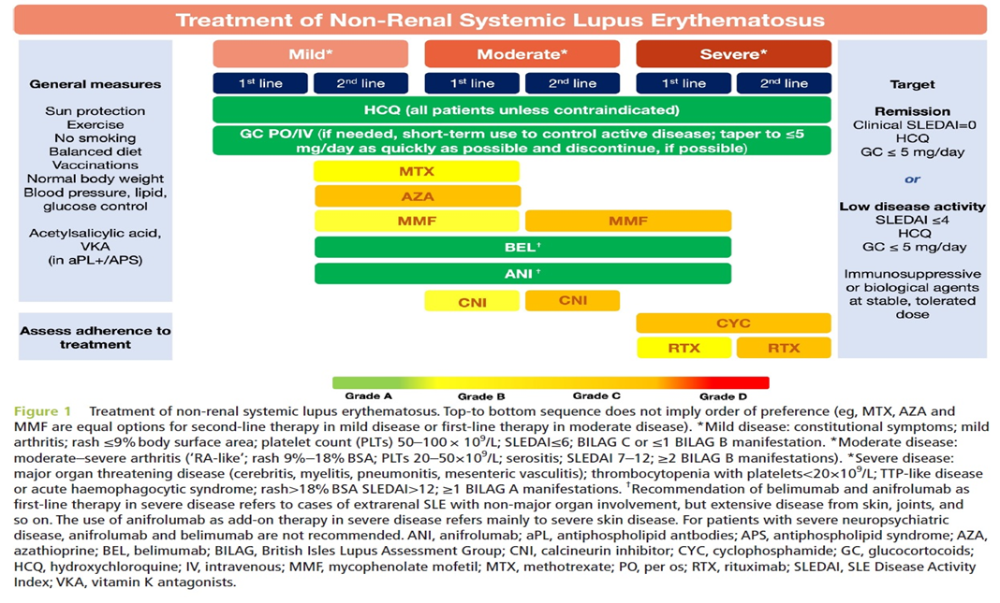 Treatment of Non-Renal Systemic Lupus Erythematosus
General measures
Sun protection
Exercise
No smoking
Balanced diet
Vaccinations
Normal body weight
Blood pressure, lipid,
glucose control
Acetylsalicylic acid,
VKA
(in aPL+/APS)
Assess adherence to
treatment
Mild* Moderate* Severe*
1st line 2nd line 1st line 2nd line 1st line 2nd line
HCQ (all patients unless contraindicated)
GC PO/IV (if needed, short-term use to control active disease; taper to ≤5
mg/day as quickly as possible and discontinue, if possible)
MTX
AZA
MMF MMF
BEL†
ANI †
CNI CNI
CYC
RTX RTX
Target
Remission
Clinical SLEDAI=0
HCQ
GC ≤ 5 mg/day
or
Low disease activity
SLEDAI ≤4
HCQ
GC ≤ 5 mg/day
Immunosuppressive
or biological agents
at stable, tolerated
dose
Grade A Grade B Grade C Grade D
Figure 1 Treatment of non-renal systemic lupus erythematosus. Top-to bottom sequence does not imply order of preference (eg, MTX, AZA and
MMF are equal options for second-line therapy in mild disease or first-line therapy in moderate disease). *Mild disease: constitutional symptoms; mild
arthritis; rash ≤9% body surface area; platelet count (PLTs) 50–100 × 10⁹/L; SLEDAI≤6; BILAG C or ≤1 BILAG B manifestation. *Moderate disease:
moderate–severe arthritis (‘RA-like’; rash 9%–18% BSA; PLTs 20–50×10⁹/L; serositis; SLEDAI 7–12; ≥2 BILAG B manifestations). *Severe disease:
major organ threatening disease (cerebritis, myelitis, pneumonitis, mesenteric vasculitis); thrombocytopenia with platelets<20×10⁹/L; TTP-like disease
or acute haemophagocytic syndrome; rash>18% BSA SLEDAI>12; ≥1 BILAG A manifestations. †Recommendation of belimumab and anifrolumab as
first-line therapy in severe disease refers to cases of extrarenal SLE with non-major organ involvement, but extensive disease from skin, joints, and
so on. The use of anifrolumab as add-on therapy in severe disease refers mainly to severe skin disease. For patients with severe neuropsychiatric
disease, anifrolumab and belimumab are not recommended. ANI, anifrolumab; aPL, antiphospholipid antbodies; APS, antiphospholipid syndrome; AZA,
azathioprine; BEL, belimumab; BILAG, British Isles Lupus Assessment Group; CNI, calcineurin inhibitor; CYC, cyclophosphamide; GC, glucocortocoids;
HCQ, hydroxychloroquine; IV, intravenous; MMF, mycophenolate mofetil; MTX, methotrexate; PO, per os; RTX, rituximab; SLEDAI, SLE Disease Activity
Index; VKA, vitamin K antagonists.